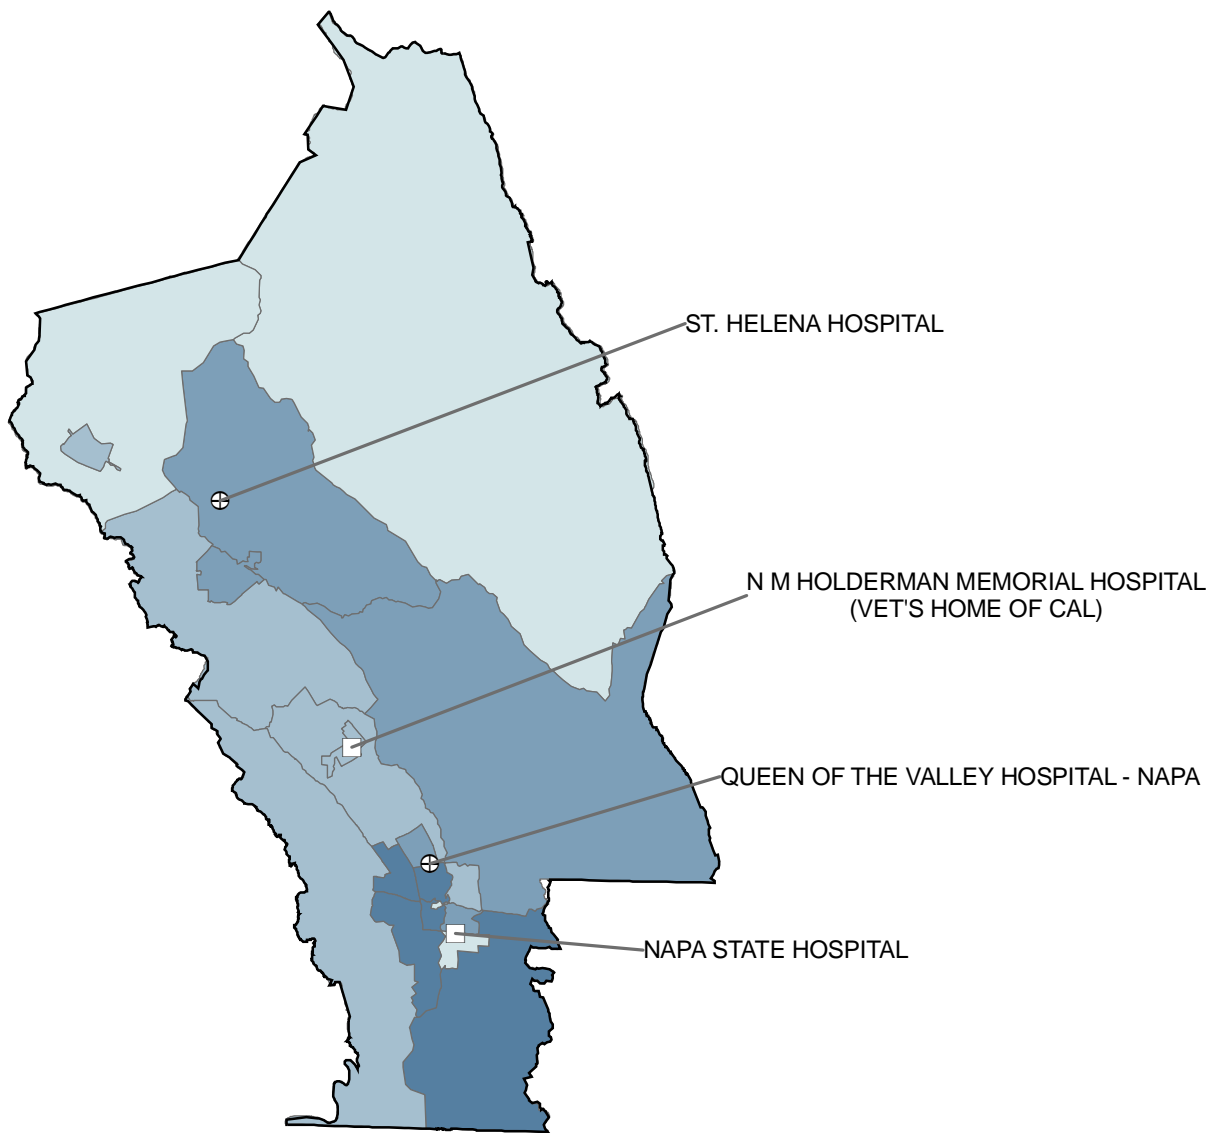 ST. HELENA HOSPITAL
N M HOLDERMAN MEMORIAL HOSPITAL
(VET'S HOME OF CAL)
QUEEN OF THE VALLEY HOSPITAL - NAPA
NAPA STATE HOSPITAL